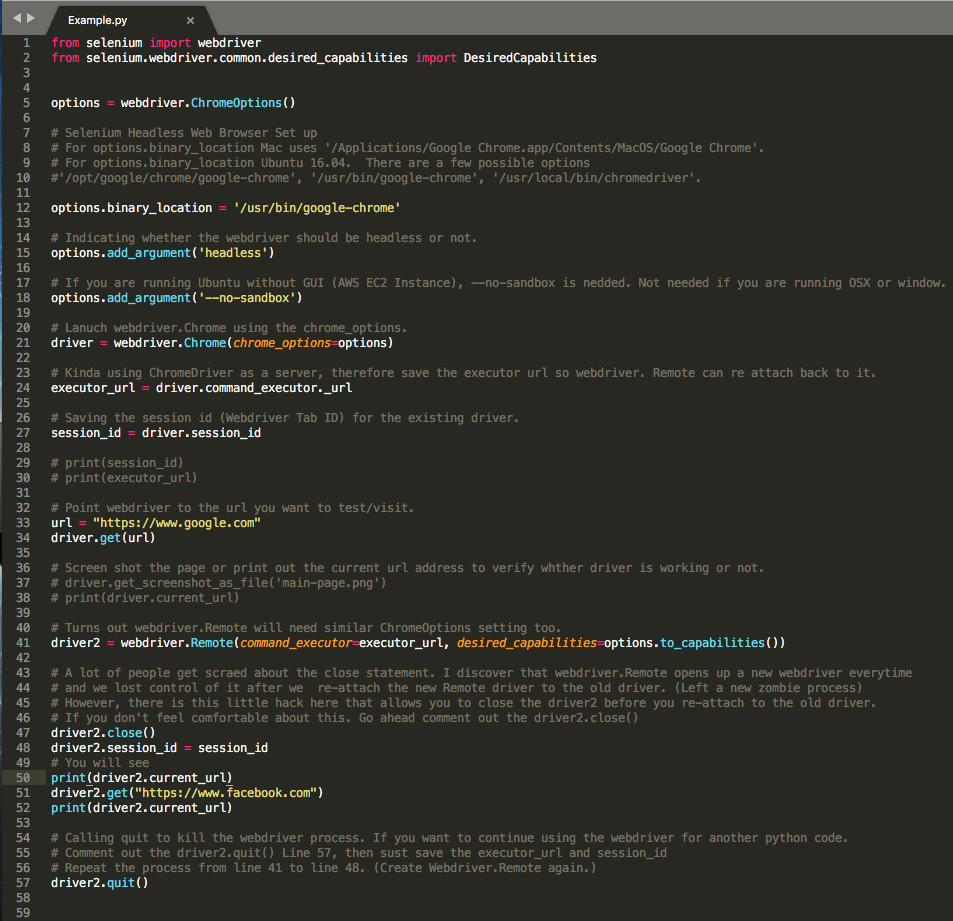 Example.py ×
1 from selenium import webdriver
2 from selenium.webdriver.common.desired_capabilities import DesiredCapabilities
3
4
5 options = webdriver.ChromeOptions()
6
7 # Selenium Headless Web Browser Set up
8 # For options.binary_location Mac uses '/Applications/Google Chrome.app/Contents/MacOS/Google Chrome'.
9 # For options.binary_location Ubuntu 16.04.  There are a few possible options
10 #'/opt/google/chrome/google-chrome', '/usr/bin/google-chrome', '/usr/local/bin/chromedriver'.
11
12 options.binary_location = '/usr/bin/google-chrome'
13
14 # Indicating whether the webdriver should be headless or not.
15 options.add_argument('headless')
16
17 # If you are running Ubuntu without GUI (AWS EC2 Instance), --no-sandbox is nedded. Not needed if you are running OSX or window.
18 options.add_argument('--no-sandbox')
19
20 # Lanuch webdriver.Chrome using the chrome_options.
21 driver = webdriver.Chrome(chrome_options=options)
22
23 # Kinda using ChromeDriver as a server, therefore save the executor url so webdriver. Remote can re attach back to it.
24 executor_url = driver.command_executor._url
25
26 # Saving the session id (Webdriver Tab ID) for the existing driver.
27 session_id = driver.session_id
28
29 # print(session_id)
30 # print(executor_url)
31
32 # Point webdriver to the url you want to test/visit.
33 url = "https://www.google.com"
34 driver.get(url)
35
36 # Screen shot the page or print out the current url address to verify whther driver is working or not.
37 # driver.get_screenshot_as_file('main-page.png')
38 # print(driver.current_url)
39
40 # Turns out webdriver.Remote will need similar ChromeOptions setting too.
41 driver2 = webdriver.Remote(command_executor=executor_url, desired_capabilities=options.to_capabilities())
42
43 # A lot of people get scraed about the close statement. I discover that webdriver.Remote opens up a new webdriver everytime
44 # and we lost control of it after we  re-attach the new Remote driver to the old driver. (Left a new zombie process)
45 # However, there is this little hack here that allows you to close the driver2 before you re-attach to the old driver.
46 # If you don't feel comfortable about this. Go ahead comment out the driver2.close()
47 driver2.close()
48 driver2.session_id = session_id
49 # You will see
50 print(driver2.current_url)
51 driver2.get("https://www.facebook.com")
52 print(driver2.current_url)
53
54 # Calling quit to kill the webdriver process. If you want to continue using the webdriver for another python code.
55 # Comment out the driver2.quit() Line 57, then sust save the executor_url and session_id
56 # Repeat the process from line 41 to line 48. (Create Webdriver.Remote again.)
57 driver2.quit()
58
59